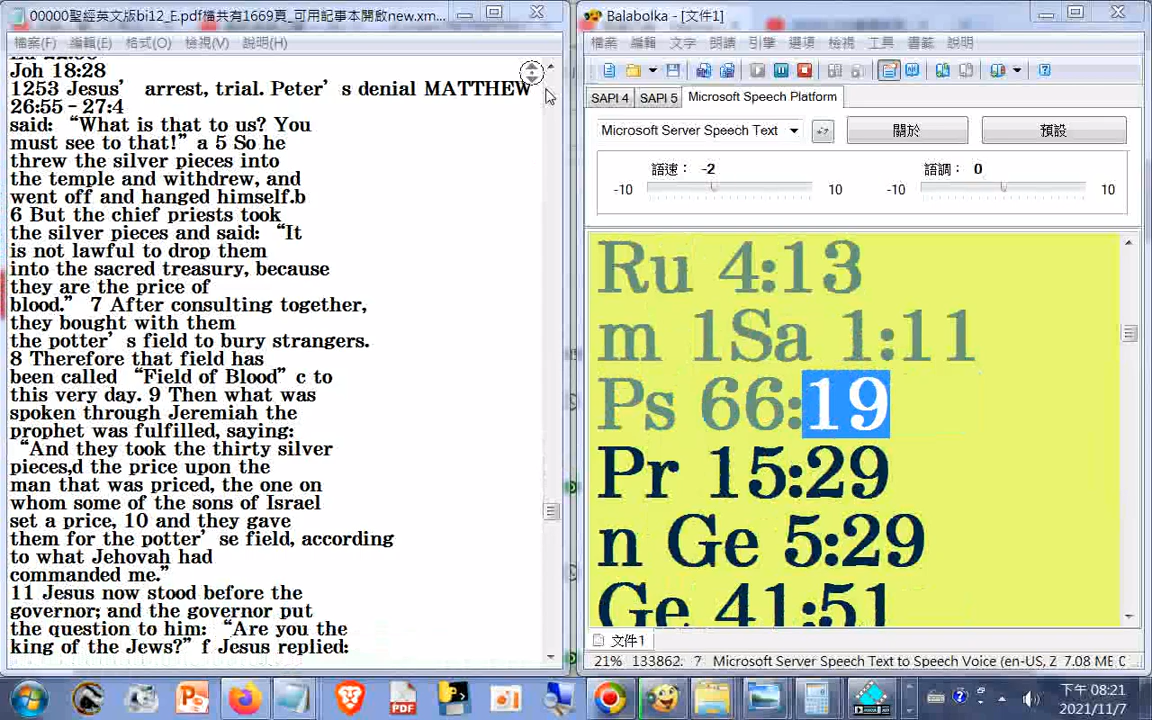 00000聖經英文版bi12_E.pdf檔共有1669頁_可用記事本開啟new.xm...
檔案(F) 編輯(E) 格式(O) 檢視(V) 說明(H)
Joh 18:28
1253 Jesus’ arrest, trial. Peter’s denial MATTHEW
26:55–27:4
said: “What is that to us? You
must see to that!” a 5 So he
threw the silver pieces into
the temple and withdrew, and
went off and hanged himself.b
6 But the chief priests took
the silver pieces and said: “It
is not lawful to drop them
into the sacred treasury, because
they are the price of
blood.” 7 After consulting together,
they bought with them
the potter’s field to bury strangers.
8 Therefore that field has
been called “Field of Blood” c to
this very day. 9 Then what was
spoken through Jeremiah the
prophet was fulfilled, saying:
“And they took the thirty silver
pieces,d the price upon the
man that was priced, the one on
whom some of the sons of Israel
set a price, 10 and they gave
them for the potter’se field, according
to what Jehovah had
commanded me.”
11 Jesus now stood before the
governor; and the governor put
the question to him: “Are you the
king of the Jews?” f Jesus replied:
Balabolka - [文件1]
檔案 編輯 文字 朗讀 引擎 選項 檢視 工具 書籤 說明
SAPI 4 SAPI 5 Microsoft Speech Platform
Microsoft Server Speech Text 關於 預設
語速: -2 語調: 0
-10 10 -10 10
Ru 4:13
m 1Sa 1:11
Ps 66:19
Pr 15:29
n Ge 5:29
Ge 41:51
文件1
21% 133862. 7 Microsoft Server Speech Text to Speech Voice (en-US, Z 7.08 ME C
下午 08:21
2021/11/7